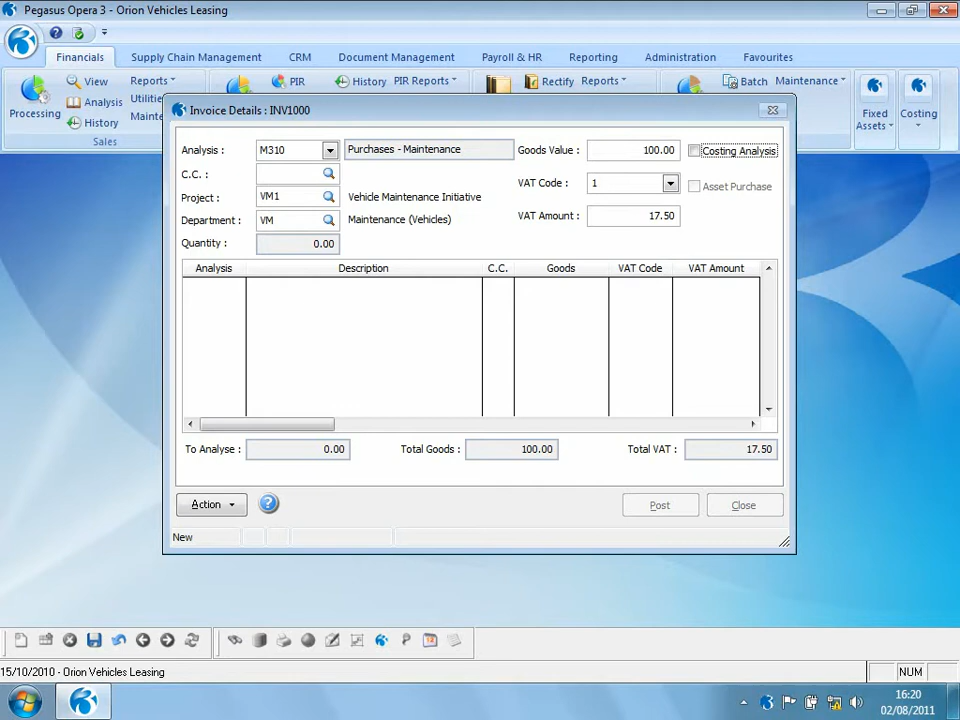 Pegasus Opera 3 - Orion Vehicles Leasing
Financials Supply Chain Management CRM Document Management Payroll & HR Reporting Administration Favourites
Processing View Reports PIR History PIR Reports Rectify Reports Batch Maintenance Fixed Assets Costing
Analysis
History
Sales
Invoice Details : INV1000
Analysis : M310 Purchases - Maintenance Goods Value : 100.00 Costing Analysis
C.C. : VAT Code : 1 Asset Purchase
Project : VM1 Vehicle Maintenance Initiative
Department : VM Maintenance (Vehicles) VAT Amount : 17.50
Quantity : 0.00
Analysis Description C.C. Goods VAT Code VAT Amount
To Analyse : 0.00 Total Goods : 100.00 Total VAT : 17.50
Action Post Close
New
15/10/2010 - Orion Vehicles Leasing NUM
16:20
02/08/2011